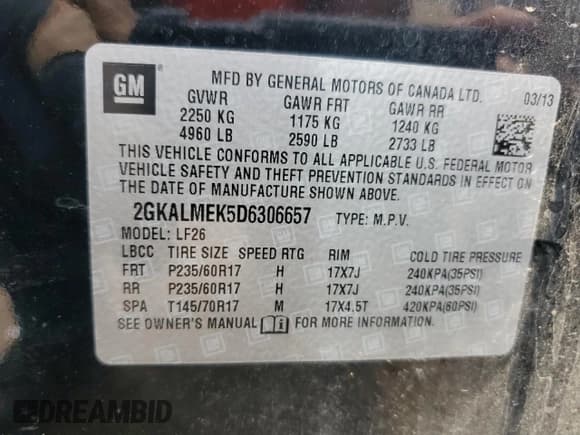 GM
MFD BY GENERAL MOTORS OF CANADA LTD. 03/13
GVWR GAWR FRT GAWR RR
2250 KG 1175 KG 1240 KG
4960 LB 2590 LB 2733 LB
THIS VEHICLE CONFORMS TO ALL APPLICABLE U.S. FEDERAL MOTOR
VEHICLE SAFETY AND THEFT PREVENTION STANDARDS IN EFFECT ON
THE DATE OF MANUFACTURE SHOWN ABOVE.
2GKALMEK5D6306657 TYPE: M.P.V.
MODEL: LF26
LBCC TIRE SIZE SPEED RTG RIM COLD TIRE PRESSURE
FRT P235/60R17 H 17X7J 240KPA(35PSI)
RR P235/60R17 H 17X7J 240KPA(35PSI)
SPA T145/70R17 M 17X4.5T 420KPA(60PSI)
SEE OWNER'S MANUAL FOR MORE INFORMATION.
DREAMBID